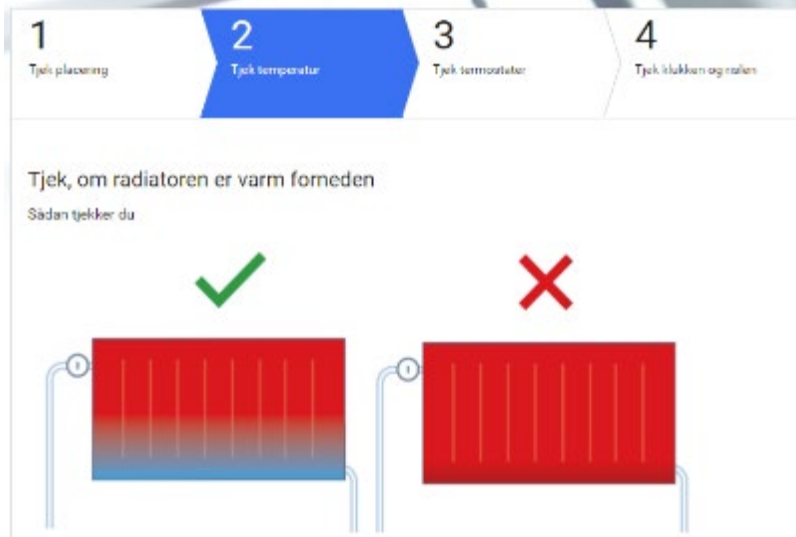 1
Tjek placering
2
Tjek temperatur
3
Tjek termostater
4
Tjek klukken og nålen
Tjek, om radiatoren er varm forneden
Sådan tjekker du